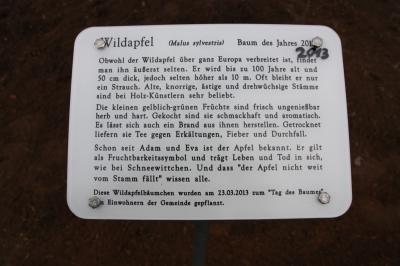 Wildapfel (Malus sylvestris) Baum des Jahres 2013
Obwohl der Wildapfel über ganz Europa verbreitet ist, findet
man ihn äußerst selten. Er wird bis zu 100 Jahre alt und
50 cm dick, jedoch selten höher als 10 m. Oft bleibt er nur
ein Strauch. Alte, knorrige, ästige und drehwüchsige Stämme
sind bei Holz-Künstlern sehr beliebt.
Die kleinen gelblich-grünen Früchte sind frisch ungenießbar
herb und hart. Gekocht sind sie schmackhaft und aromatisch.
Es lässt sich auch ein Brand aus ihnen herstellen. Getrocknet
liefern sie Tee gegen Erkältungen, Fieber und Durchfall.
Schon seit Adam und Eva ist der Apfel bekannt. Er gilt
als Fruchtbarkeitssymbol und trägt Leben und Tod in sich,
wie bei Schneewittchen. Und dass "der Apfel nicht weit
vom Stamm fällt" wissen alle.
Diese Wildapfelbäumchen wurden am 23.03.2013 zum "Tag des Baumes"
Einwohnern der Gemeinde gepflanzt.